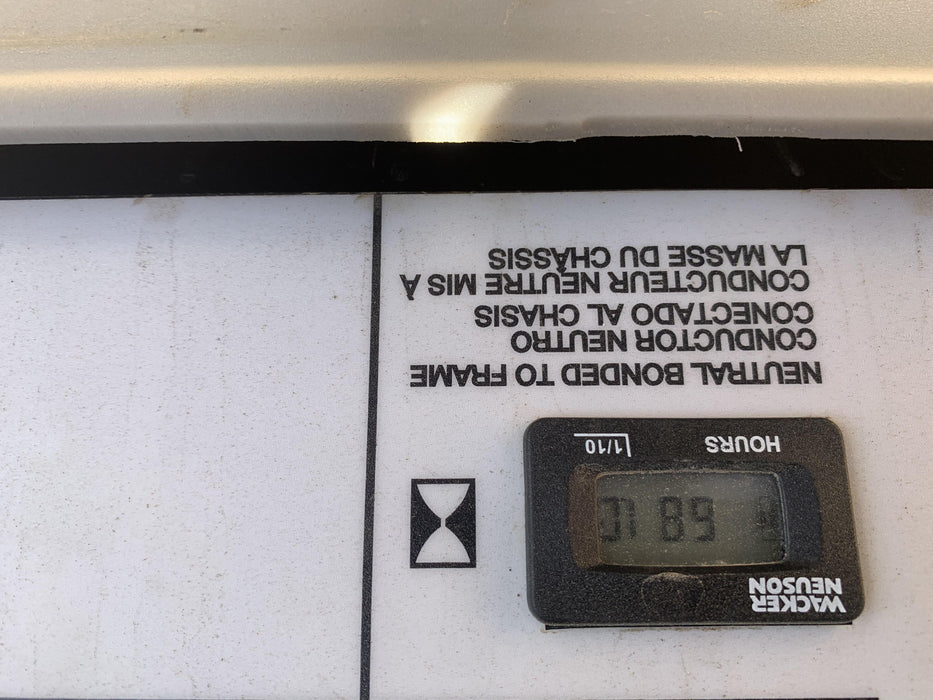 WACKER
NEUSON
HOURS 1/10
NEUTRAL BONDED TO FRAME
CONDUCTOR NEUTRO
CONECTADO AL CHASIS
CONDUCTEUR NEUTRE MIS À
LA MASSE DU CHÂSSIS